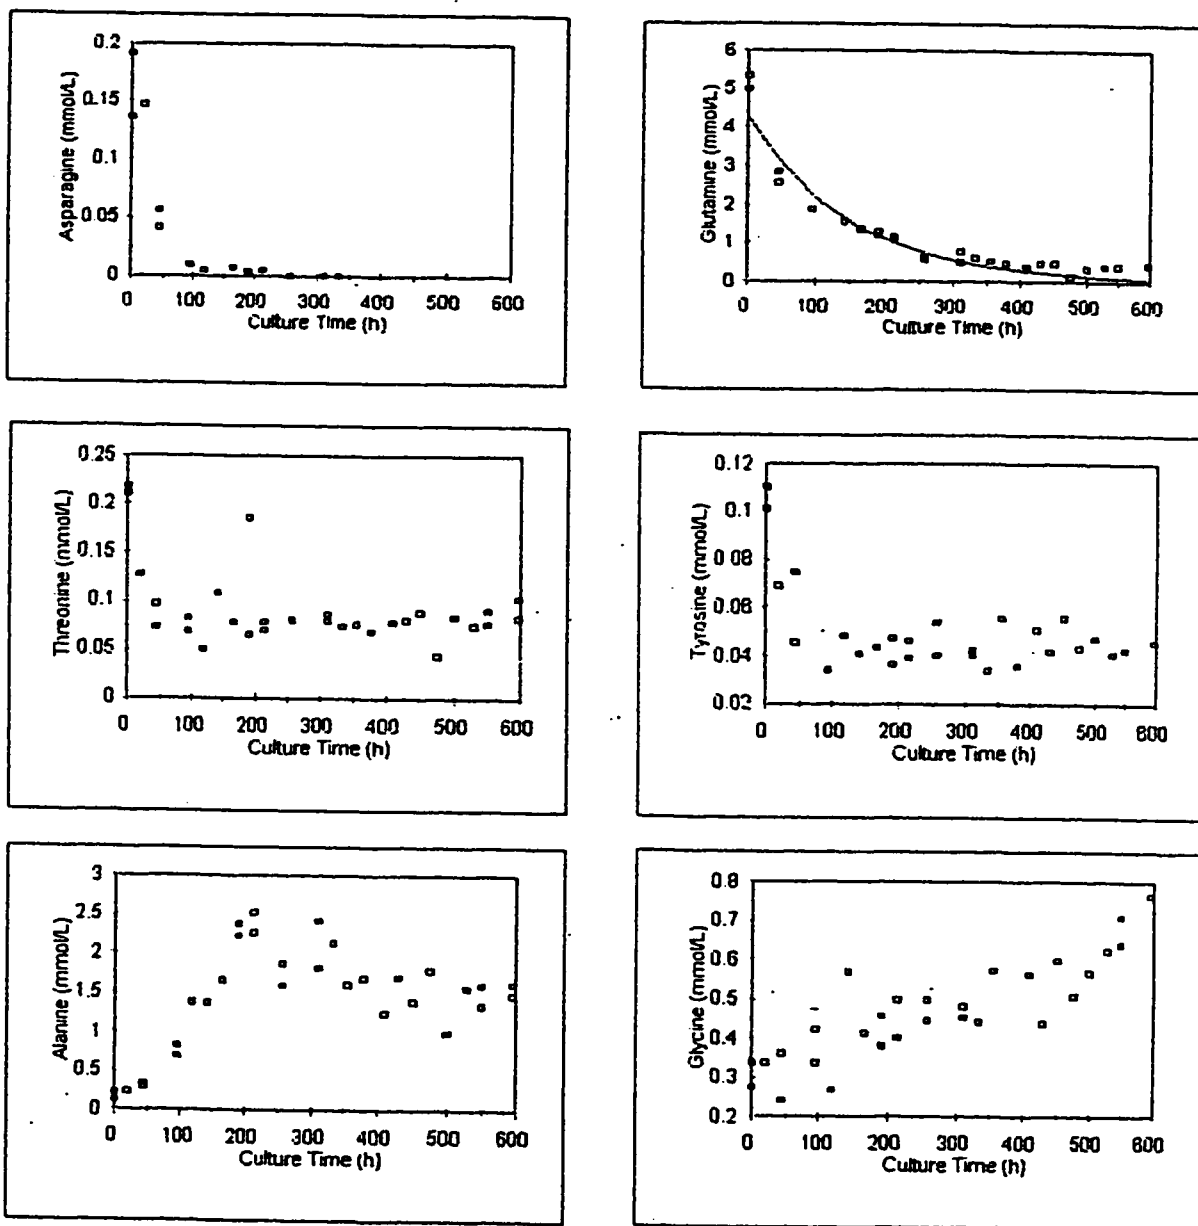 Asparagine (mmol/L)
0.2
0.15
0.1
0.05
0
0 100 200 300 400 500 600
Culture Time (h)
Glutamine (mmol/L)
6
5
4
3
2
1
0
0 100 200 300 400 500 600
Culture Time (h)
Threonine (mmol/L)
0.25
0.2
0.15
0.1
0.05
0
0 100 200 300 400 500 600
Culture Time (h)
Tyrosine (mmol/L)
0.12
0.1
0.08
0.06
0.04
0.02
0 100 200 300 400 500 600
Culture Time (h)
Alanine (mmol/L)
3
2.5
2
1.5
1
0.5
0
0 100 200 300 400 500 600
Culture Time (h)
Glycine (mmol/L)
0.8
0.7
0.6
0.5
0.4
0.3
0.2
0 100 200 300 400 500 600
Culture Time (h)